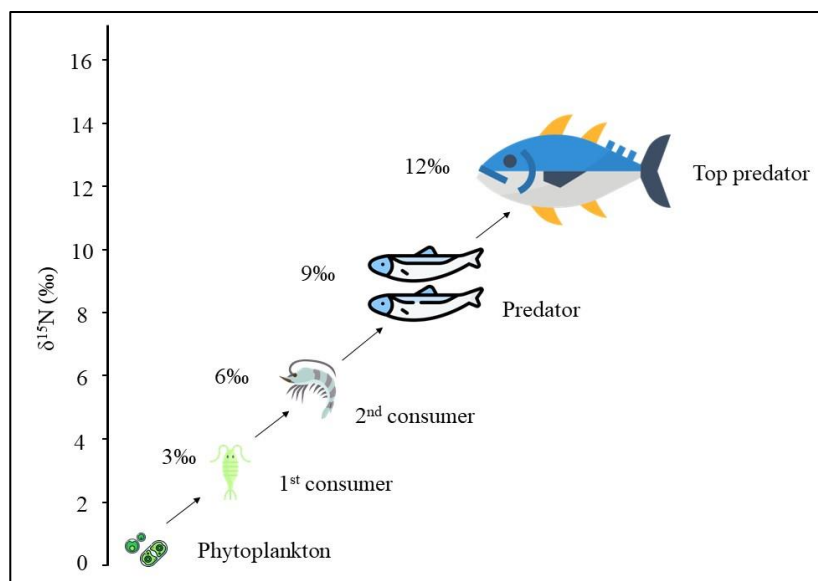 16
14
12‰
Top predator
12
10
9‰
δ¹⁵N (‰)
8
Predator
6‰
6
2ⁿᵈ consumer
4
3‰
1ˢᵗ consumer
2
Phytoplankton
0